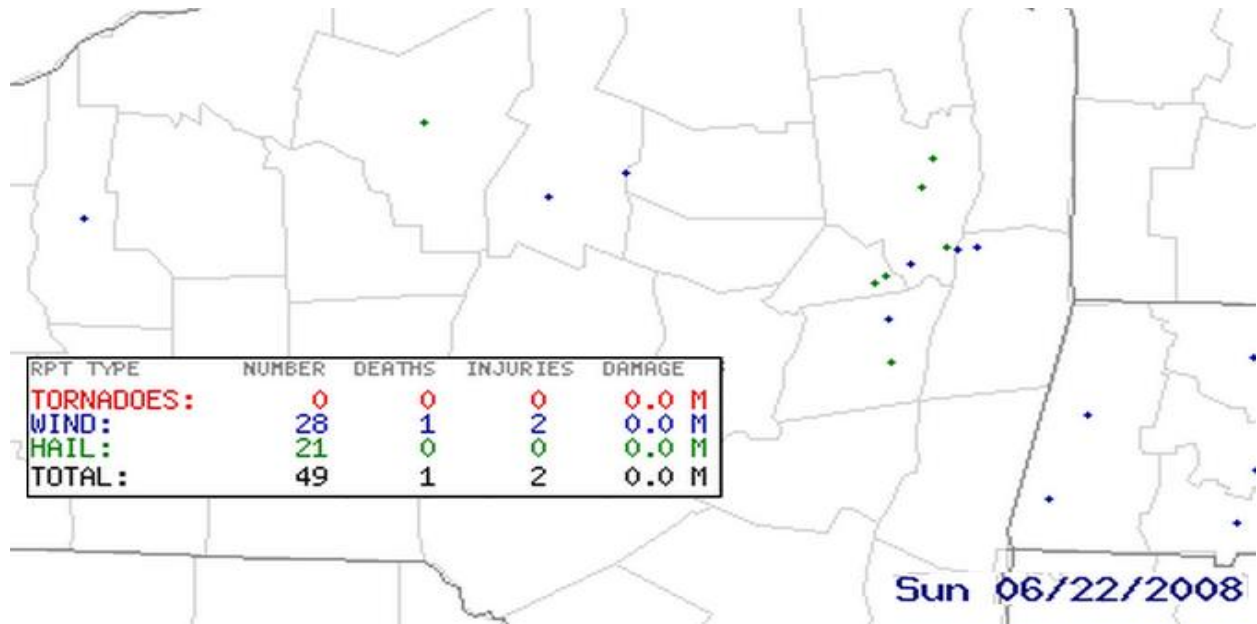 RPT TYPE NUMBER DEATHS INJURIES DAMAGE
TORNADOES: 0 0 0 0.0 M
WIND: 28 1 2 0.0 M
HAIL: 21 0 0 0.0 M
TOTAL: 49 1 2 0.0 M
Sun 06/22/2008